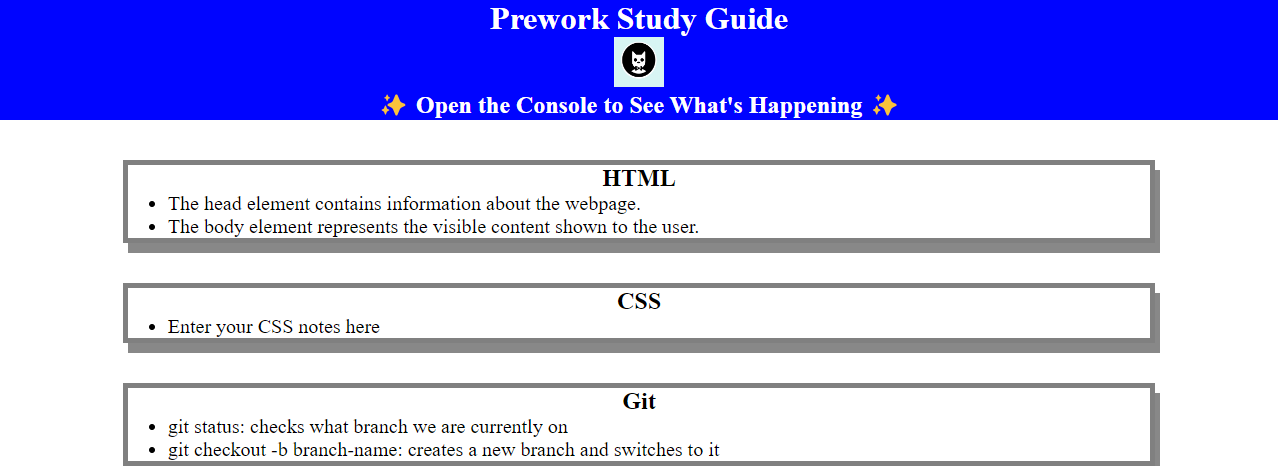 Prework Study Guide
✨ Open the Console to See What's Happening ✨
HTML
• The head element contains information about the webpage.
• The body element represents the visible content shown to the user.
CSS
• Enter your CSS notes here
Git
• git status: checks what branch we are currently on
• git checkout -b branch-name: creates a new branch and switches to it